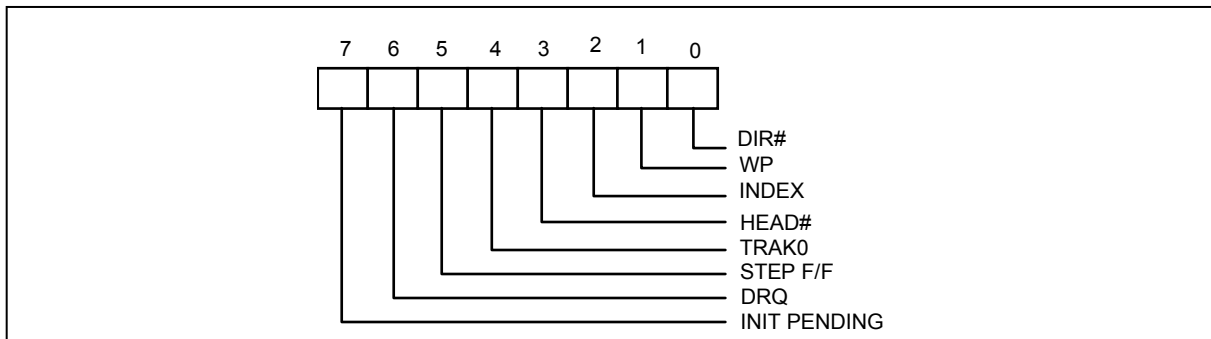 7 6 5 4 3 2 1 0
DIR#
WP
INDEX
HEAD#
TRAK0
STEP F/F
DRQ
INIT PENDING